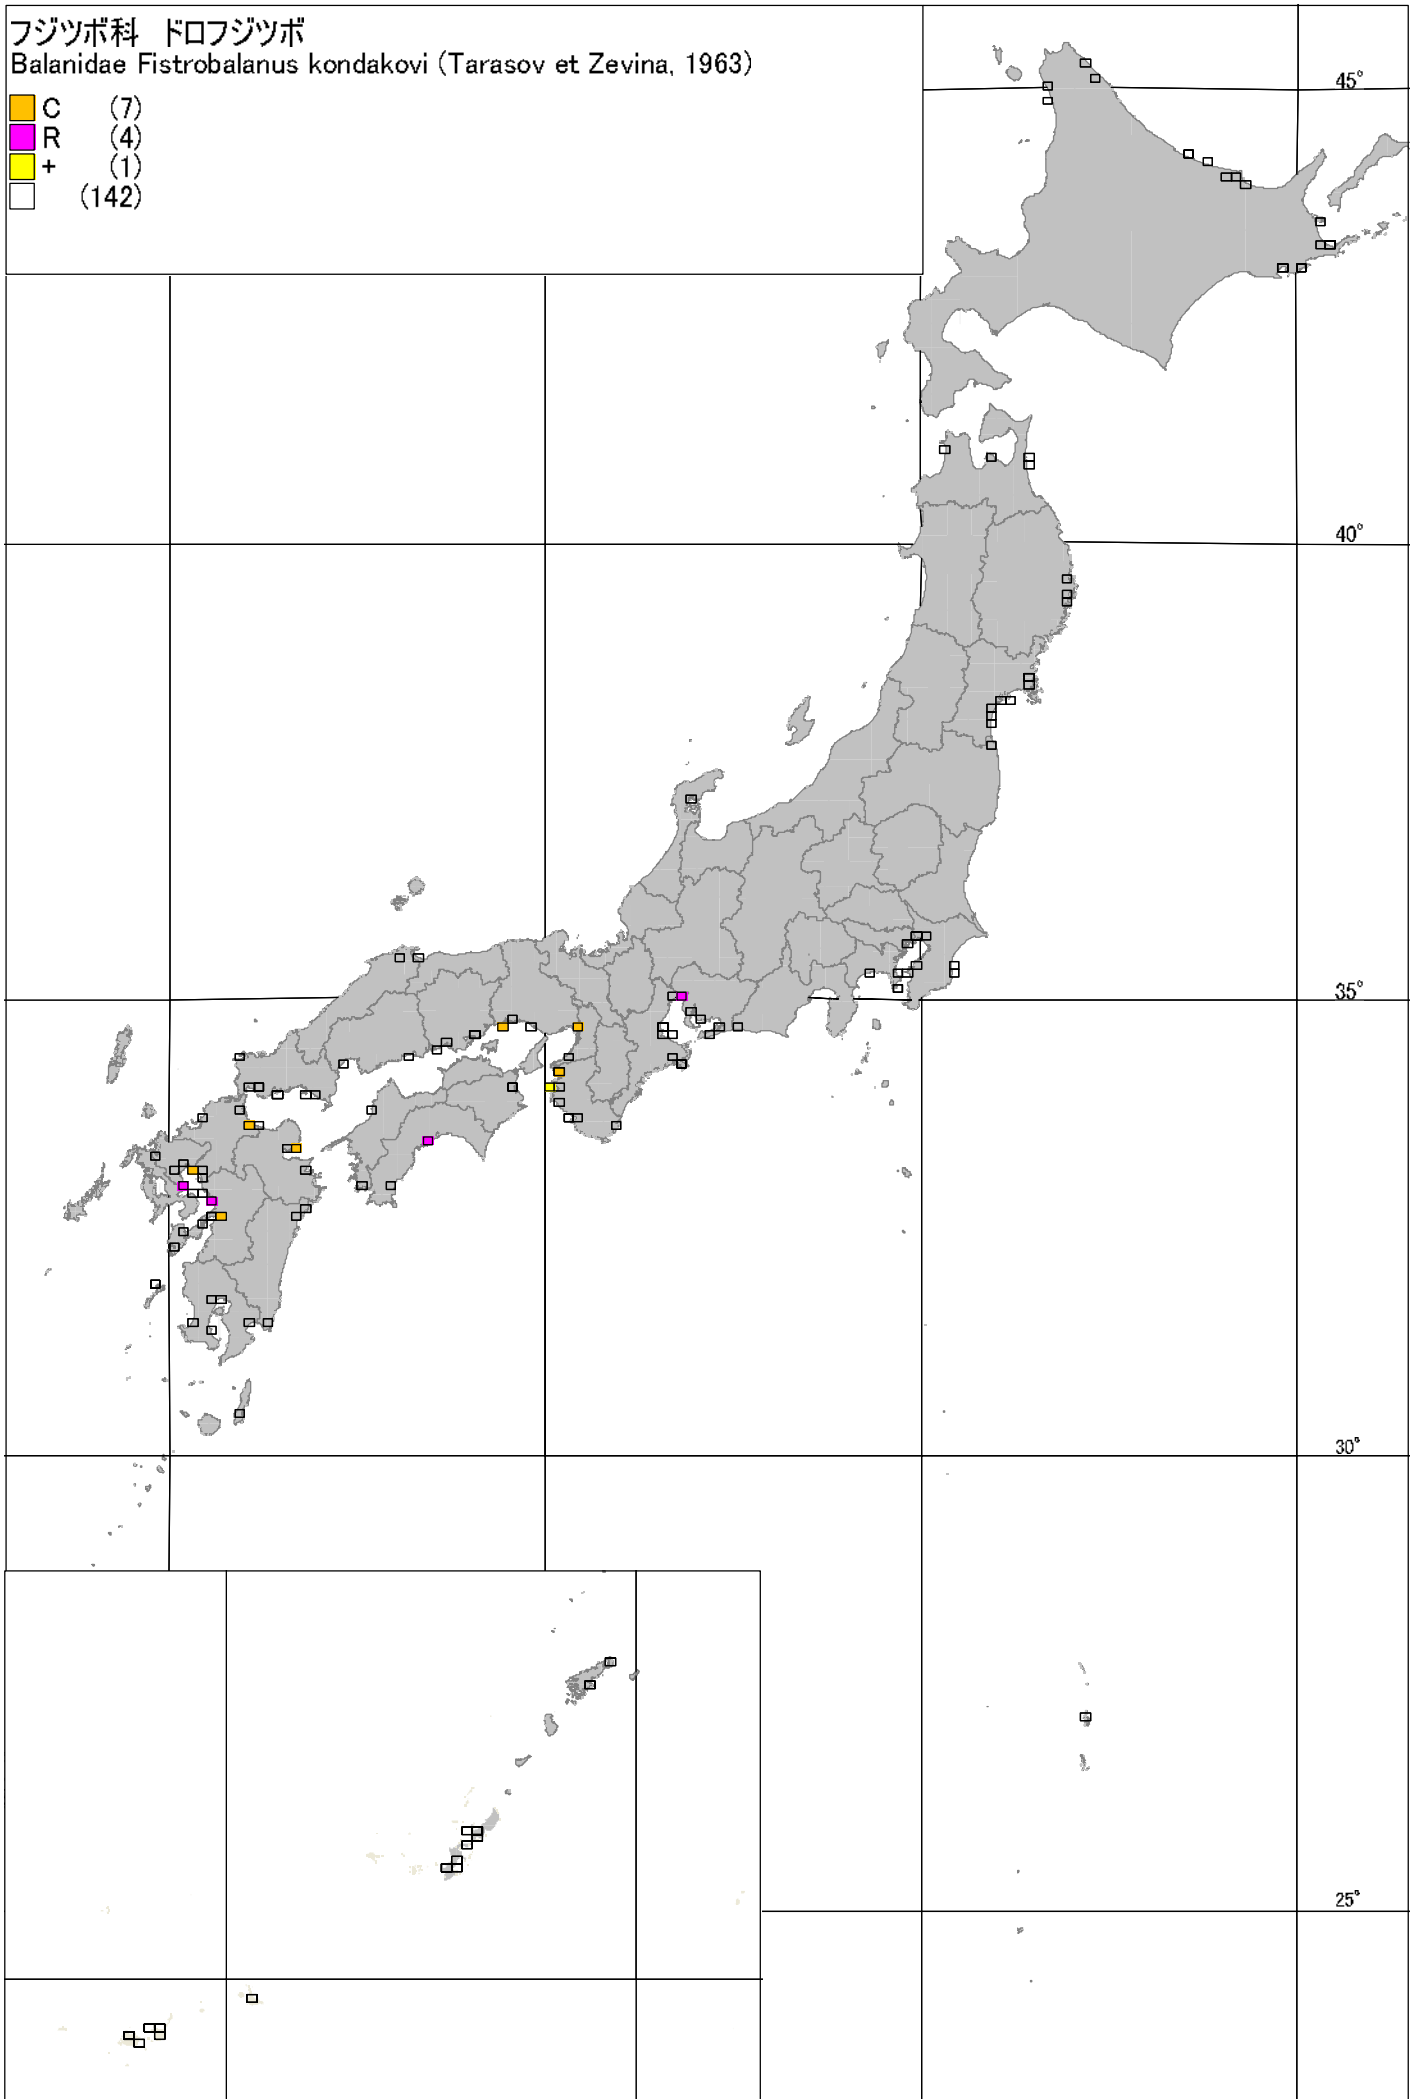 フジツボ科 ドロフジツボ
Balanidae Fistrobalanus kondakovi (Tarasov et Zevina, 1963)
C (7)
R (4)
+ (1)
(142)
45°
40°
35°
30°
25°